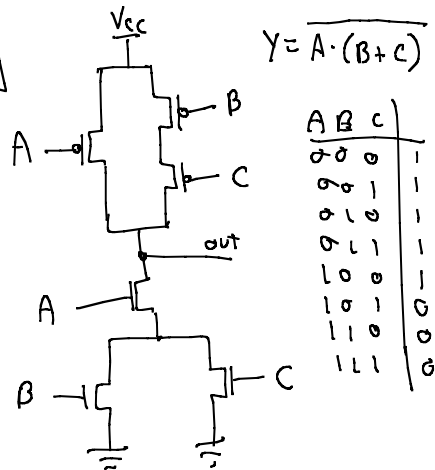 Vcc
Y = \overline{A·(B+C)}
B
A
C
out
A
B
C
A B C
0 0 0 1
0 0 1 1
0 1 0 1
0 1 1 1
1 0 0 1
1 0 1 0
1 1 0 0
1 1 1 0